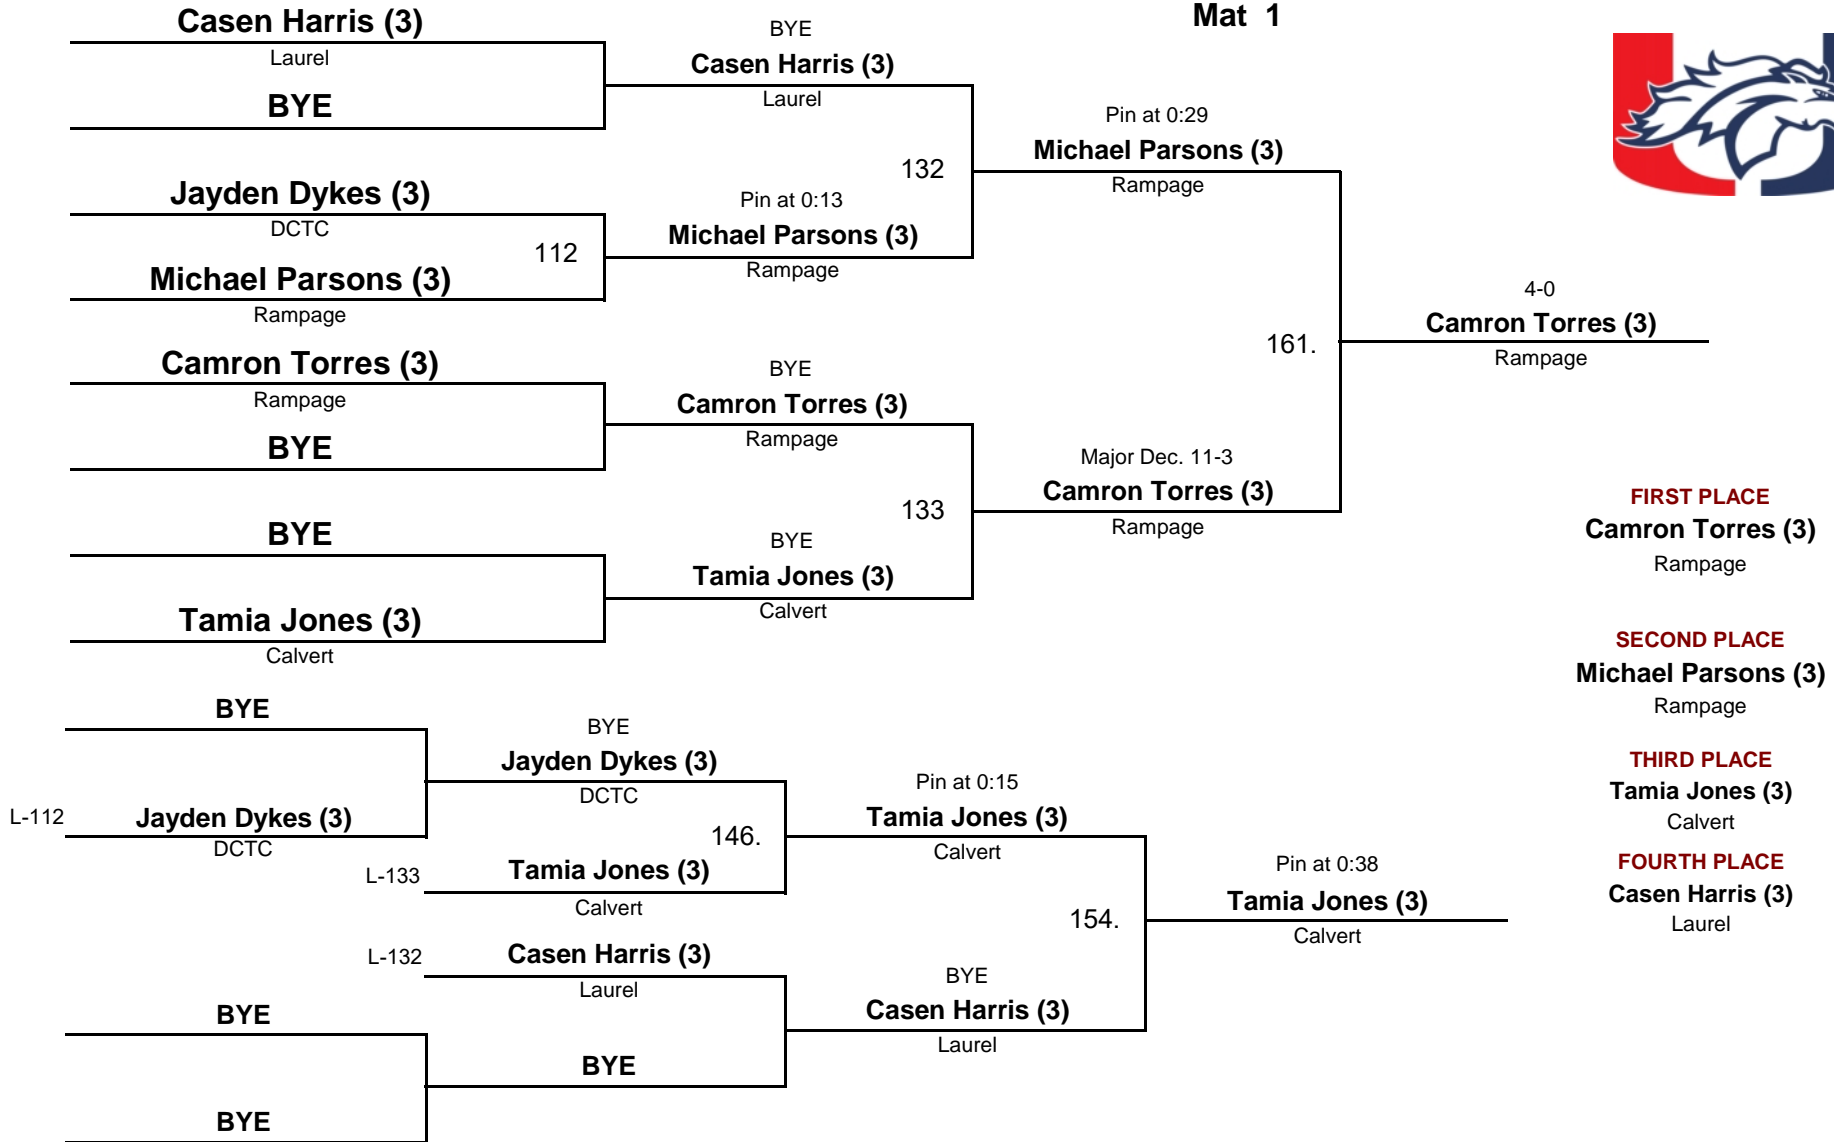 Mat 1
Casen Harris (3)
Laurel
BYE
Jayden Dykes (3)
DCTC
112
Michael Parsons (3)
Rampage
Camron Torres (3)
Rampage
BYE
BYE
Tamia Jones (3)
Calvert
BYE
Casen Harris (3)
Laurel
132
Pin at 0:13
Michael Parsons (3)
Rampage
BYE
Camron Torres (3)
Rampage
133
BYE
Tamia Jones (3)
Calvert
Pin at 0:29
Michael Parsons (3)
Rampage
161.
Major Dec. 11-3
Camron Torres (3)
Rampage
4-0
Camron Torres (3)
Rampage
FIRST PLACE
Camron Torres (3)
Rampage
SECOND PLACE
Michael Parsons (3)
Rampage
THIRD PLACE
Tamia Jones (3)
Calvert
FOURTH PLACE
Casen Harris (3)
Laurel
BYE
L-112 Jayden Dykes (3)
DCTC
BYE
BYE
BYE
Jayden Dykes (3)
DCTC
146.
L-133 Tamia Jones (3)
Calvert
L-132 Casen Harris (3)
Laurel
BYE
Pin at 0:15
Tamia Jones (3)
Calvert
154.
BYE
Casen Harris (3)
Laurel
Pin at 0:38
Tamia Jones (3)
Calvert